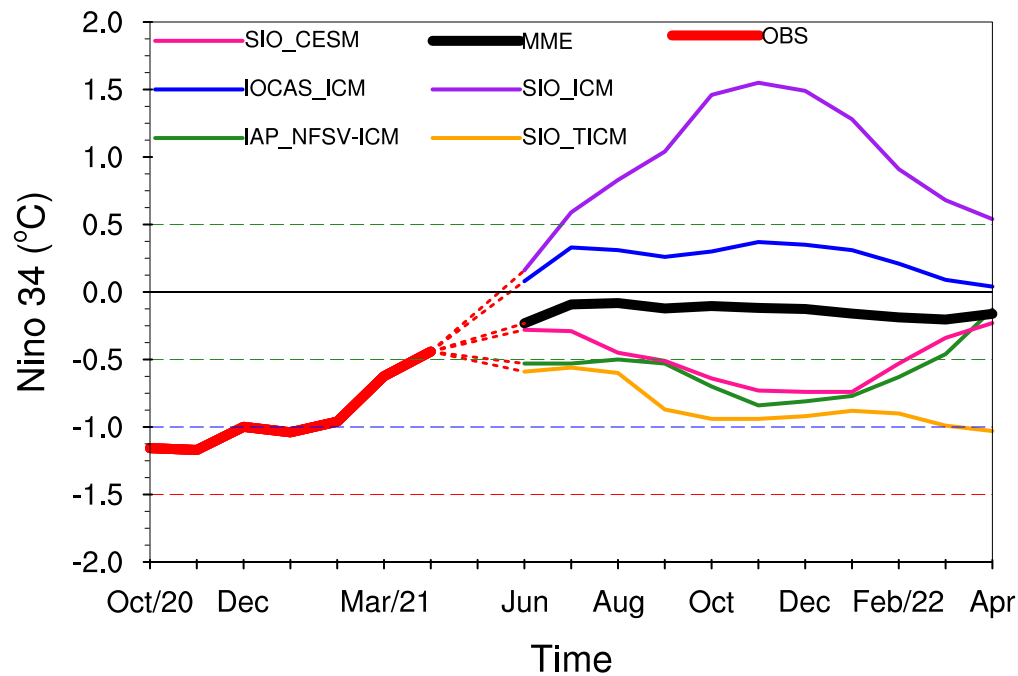 2.0
1.5
1.0
0.5
0.0
-0.5
-1.0
-1.5
-2.0
Nino 34 (°C)
SIO_CESM MME OBS
IOCAS_ICM SIO_ICM
IAP_NFSV-ICM SIO_TICM
Oct/20 Dec Mar/21 Jun Aug Oct Dec Feb/22 Apr
Time